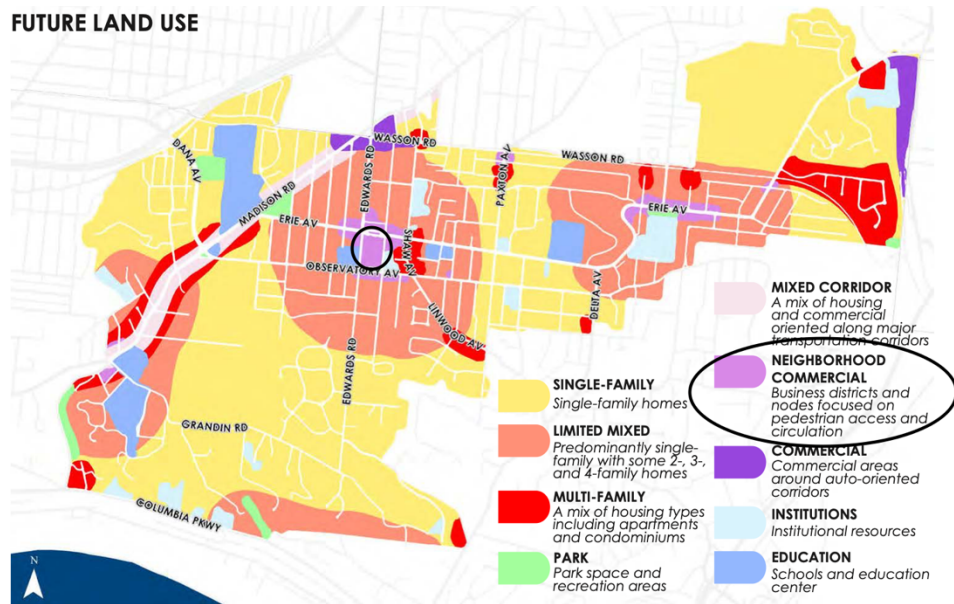 FUTURE LAND USE
WASSON RD
DANA AV
EDWARDS RD
PAXTON AV
WASSON RD
MADISON RD
ERIE AV
ERIE AV
SHAW AV
OBSERVATORY AV
DELTA AV
LINWOOD AV
EDWARDS RD
GRANDIN RD
COLUMBIA PKWY
N
SINGLE-FAMILY
Single-family homes
LIMITED MIXED
Predominantly single-
family with some 2-, 3-,
and 4-family homes
MULTI-FAMILY
A mix of housing types
including apartments
and condominiums
PARK
Park space and
recreation areas
MIXED CORRIDOR
A mix of housing
and commercial
oriented along major
transportation corridors
NEIGHBORHOOD
COMMERCIAL
Business districts and
nodes focused on
pedestrian access and
circulation
COMMERCIAL
Commercial areas
around auto-oriented
corridors
INSTITUTIONS
Institutional resources
EDUCATION
Schools and education
center